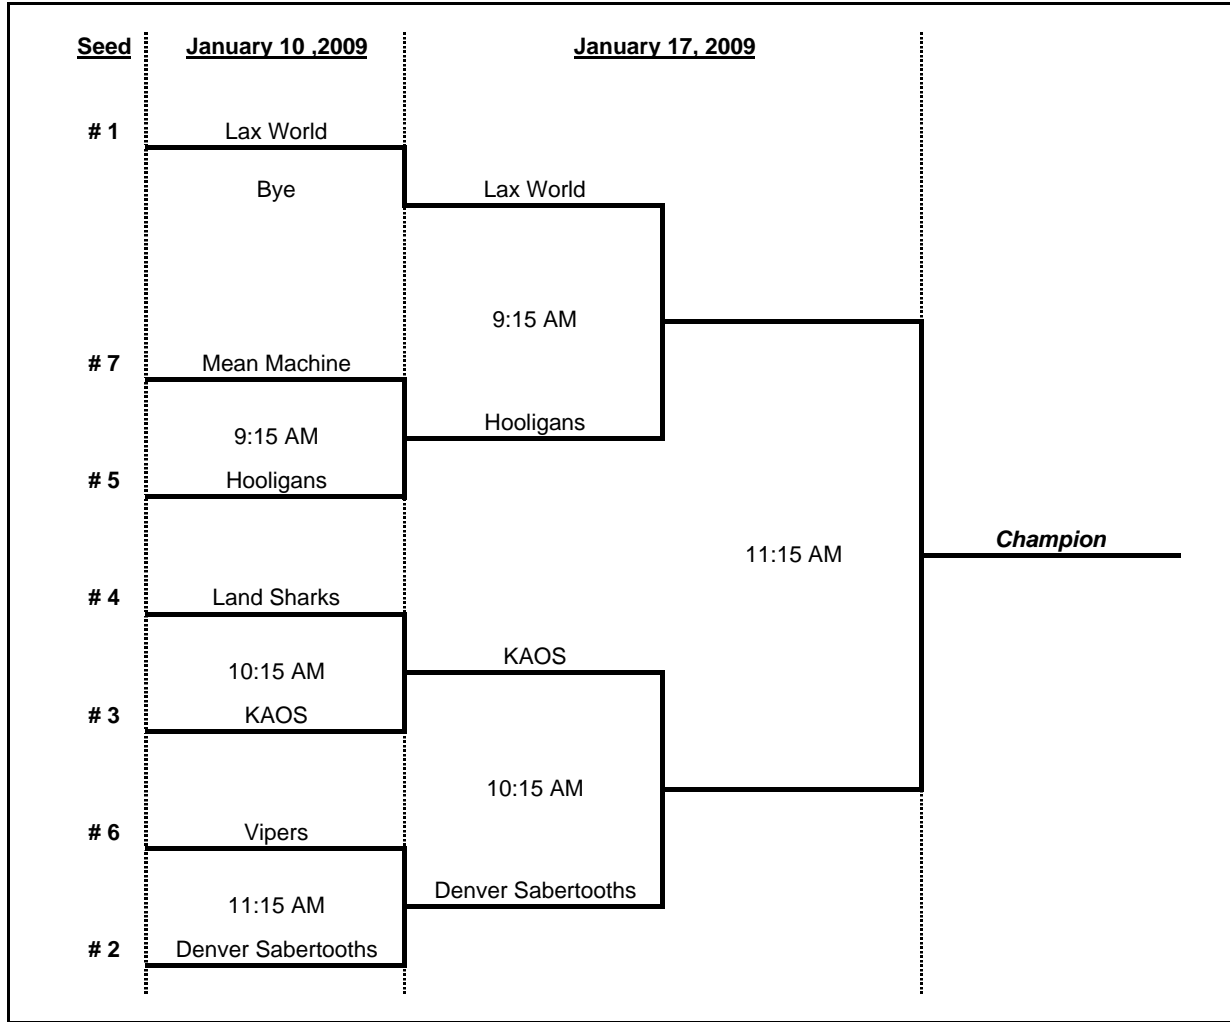 Seed January 10 ,2009 January 17, 2009
# 1 Lax World
Bye Lax World
9:15 AM
# 7 Mean Machine
Hooligans
9:15 AM
# 5 Hooligans
Champion
11:15 AM
# 4 Land Sharks
KAOS
10:15 AM
# 3 KAOS
10:15 AM
# 6 Vipers
Denver Sabertooths
11:15 AM
# 2 Denver Sabertooths